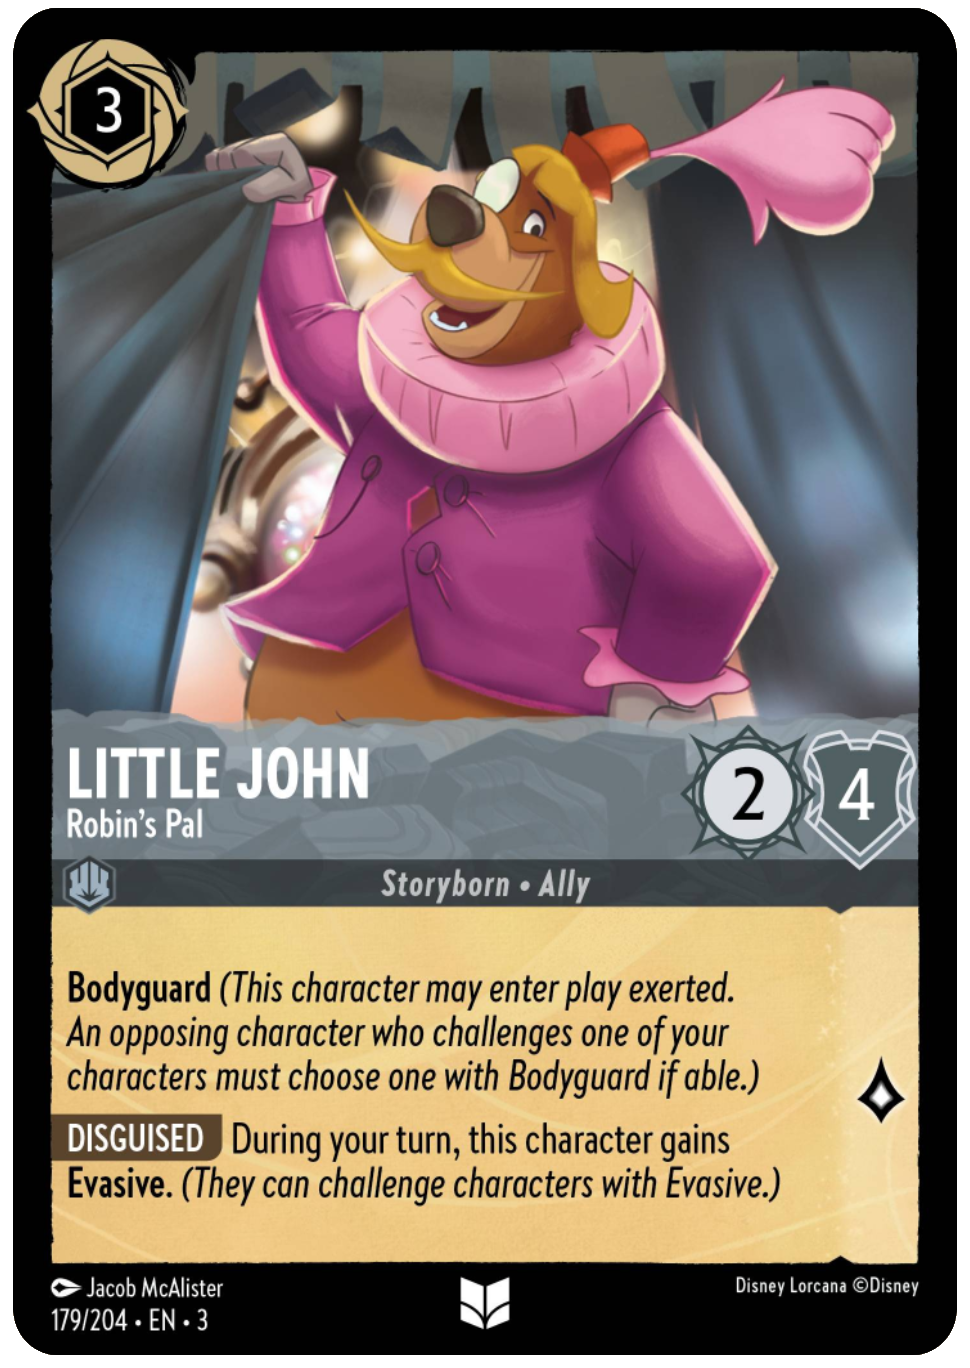 3
LITTLE JOHN
Robin's Pal
2
4
Storyborn • Ally
Bodyguard (This character may enter play exerted.
An opposing character who challenges one of your
characters must choose one with Bodyguard if able.)
DISGUISED During your turn, this character gains
Evasive. (They can challenge characters with Evasive.)
Jacob McAlister
179/204 • EN • 3
Disney Lorcana ©Disney